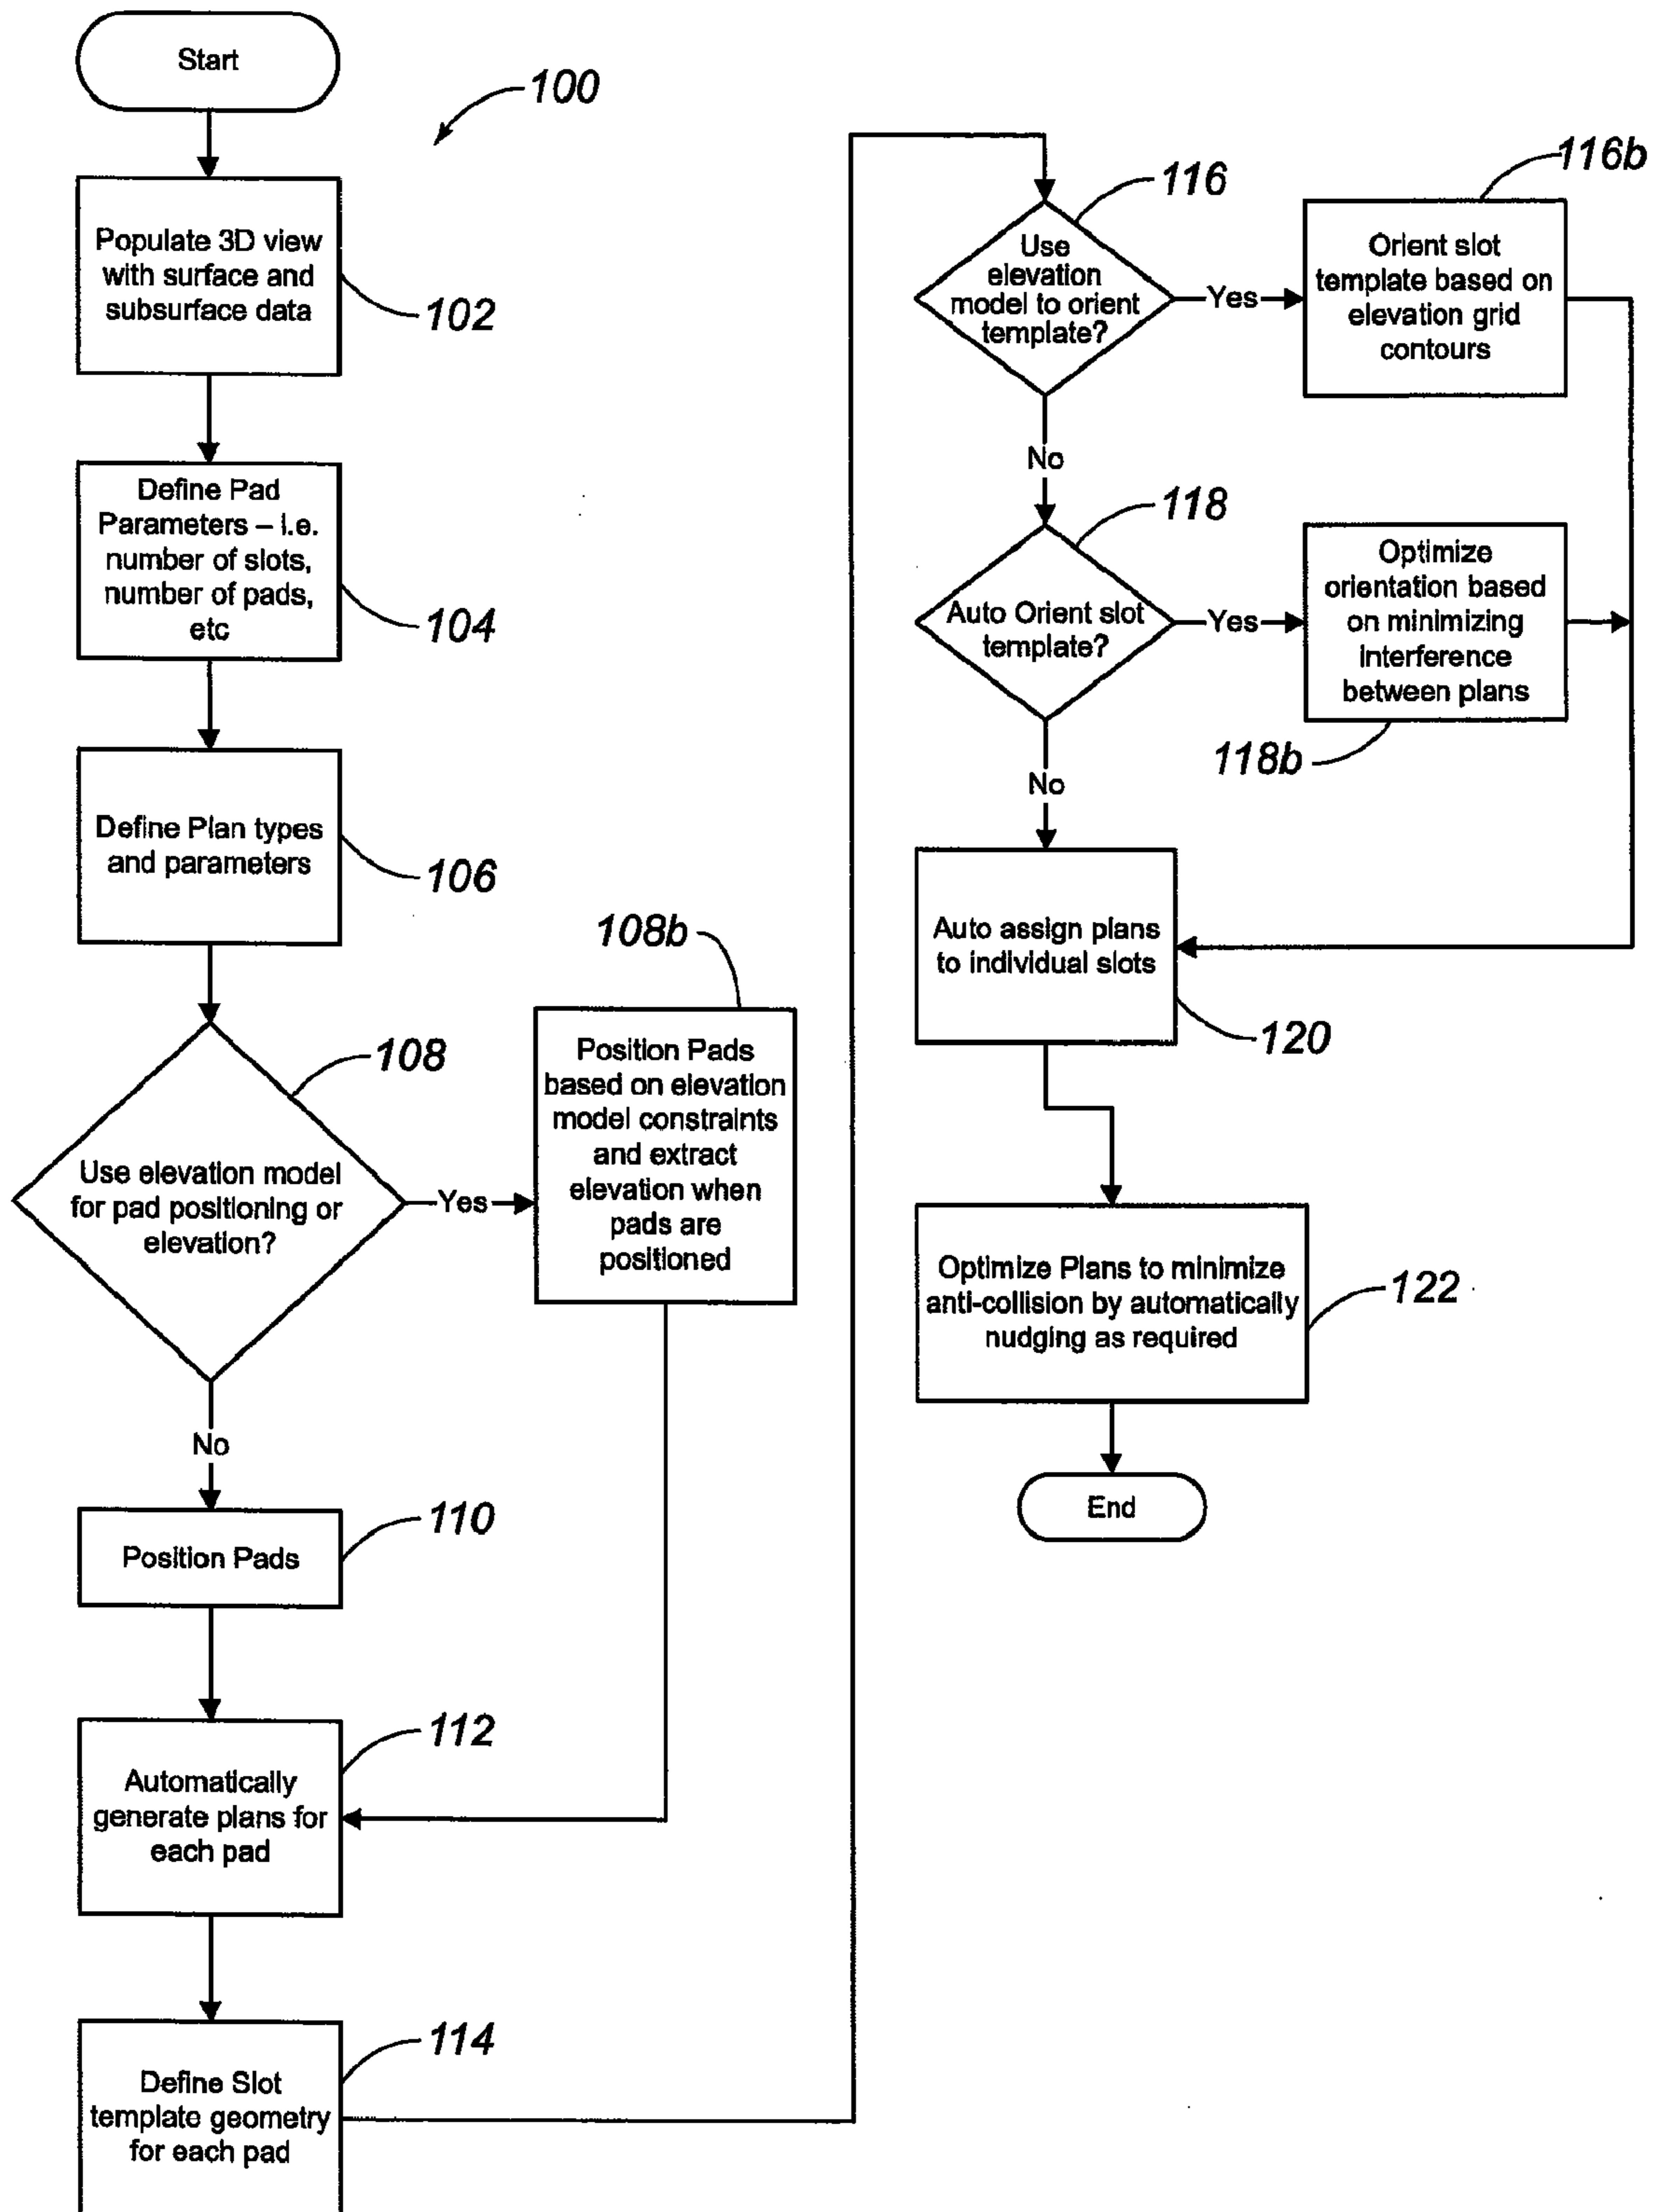 Start
100
Populate 3D view
with surface and
subsurface data
102
Define Pad
Parameters – i.e.
number of slots,
number of pads,
etc
104
Define Plan types
and parameters
106
108
Use elevation model
for pad positioning or
elevation?
Yes
108b
Position Pads
based on elevation
model constraints
and extract
elevation when
pads are
positioned
No
110
Position Pads
112
Automatically
generate plans for
each pad
114
Define Slot
template geometry
for each pad
116
Use
elevation
model to orient
template?
Yes
116b
Orient slot
template based on
elevation grid
contours
No
118
Auto Orient slot
template?
Yes
Optimize
orientation based
on minimizing
interference
between plans
118b
No
Auto assign plans
to individual slots
120
Optimize Plans to minimize
anti-collision by automatically
nudging as required
122
End